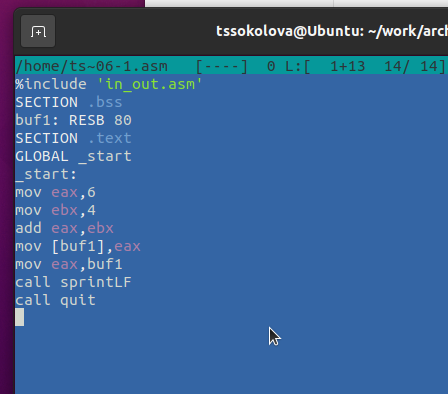 tssokolova@Ubuntu: ~/work/arch
/home/ts~06-1.asm   [----]  0 L:[  1+13  14/ 14]
%include 'in_out.asm'
SECTION .bss
buf1: RESB 80
SECTION .text
GLOBAL _start
_start:
mov eax,6
mov ebx,4
add eax,ebx
mov [buf1],eax
mov eax,buf1
call sprintLF
call quit